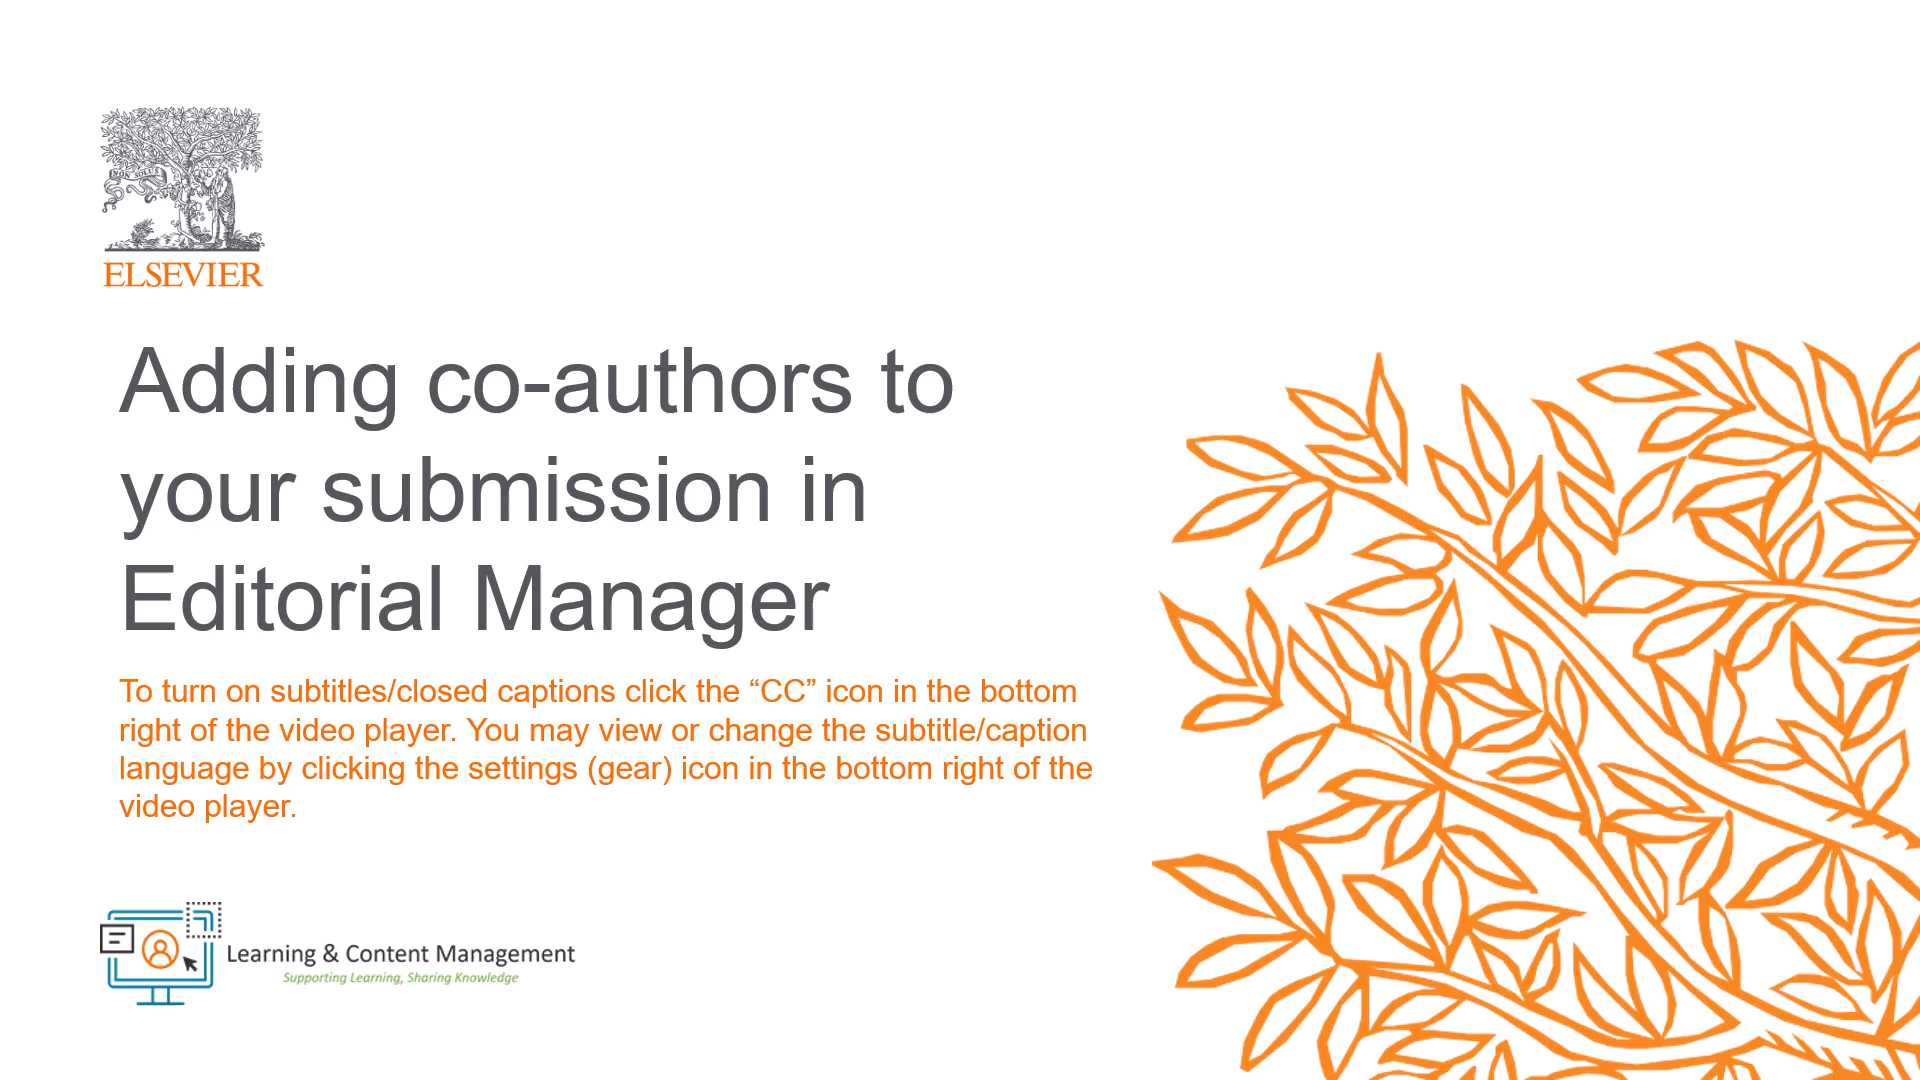 NON SOLUS
ELSEVIER
Adding co-authors to
your submission in
Editorial Manager
To turn on subtitles/closed captions click the “CC” icon in the bottom
right of the video player. You may view or change the subtitle/caption
language by clicking the settings (gear) icon in the bottom right of the
video player.
Learning & Content Management
Supporting Learning, Sharing Knowledge